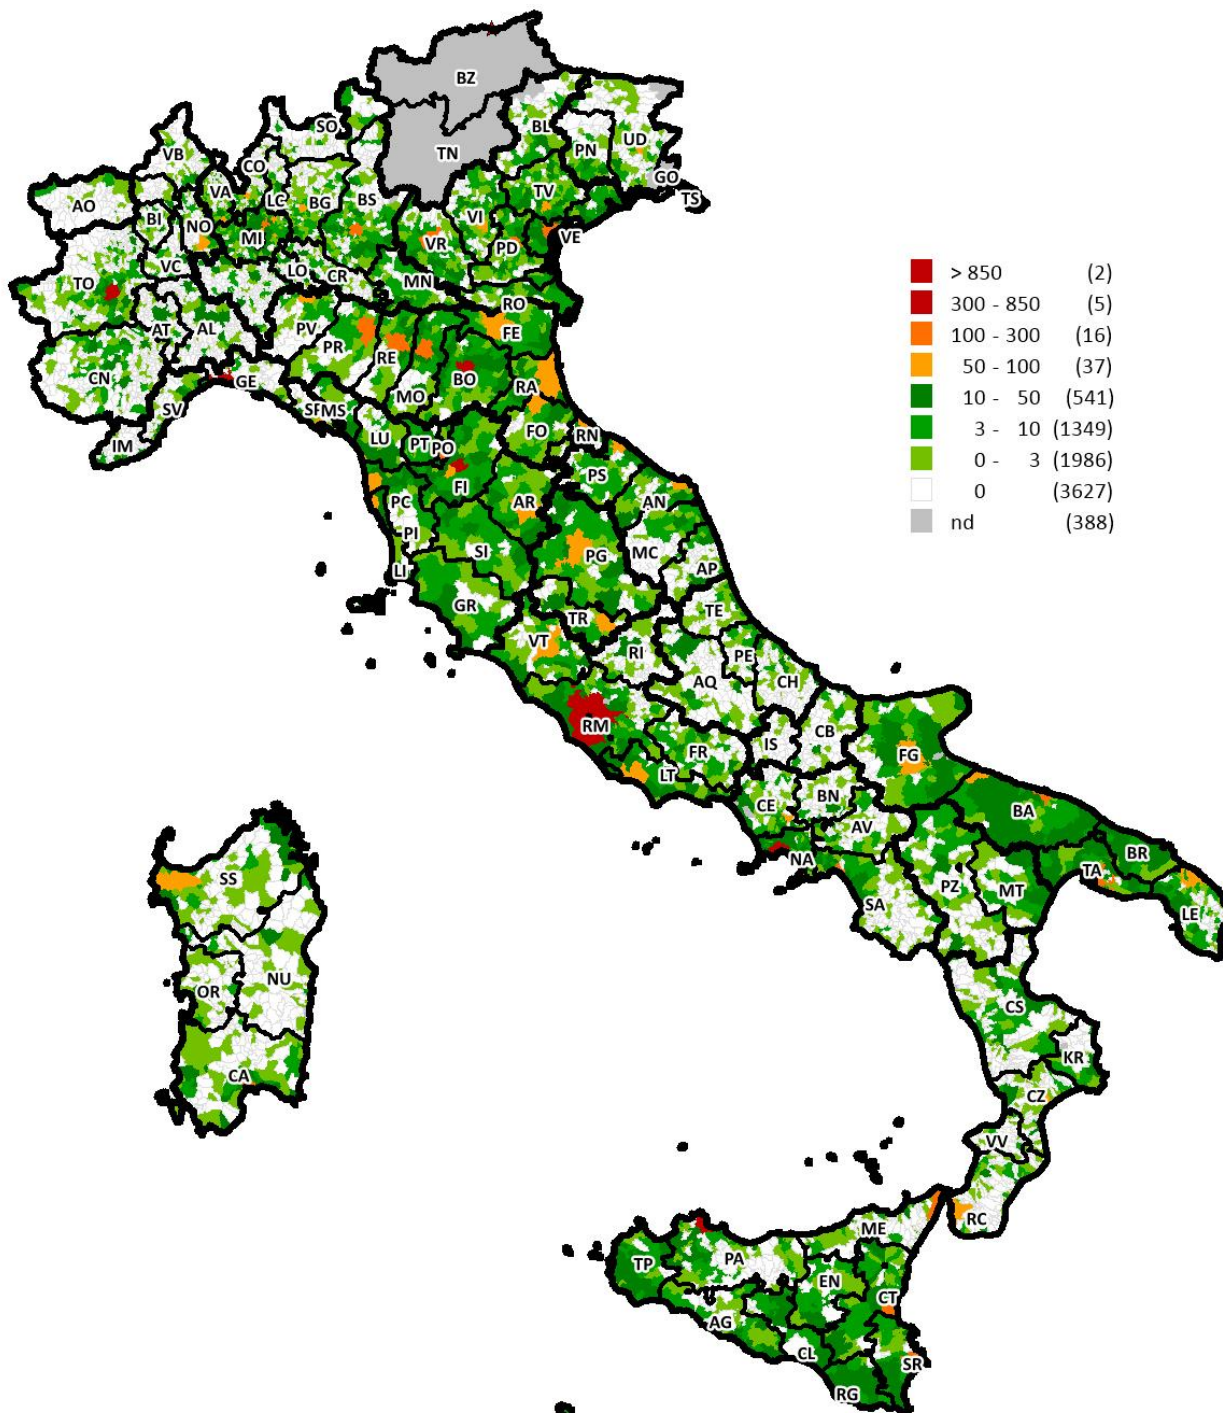 BZ
SO
TN
BL
PN
UD
VB
CO
GO
TS
AO
VA
LC
BG
BS
TV
BI
NO
MI
VI
VE
VR
PD
VC
LO
CR
MN
TO
RO
AT
AL
PV
PR
FE
RE
CN
GE
BO
RA
MO
SV
SP
MS
FO
IM
LU
PT
PO
RN
FI
PS
AR
AN
PC
PI
SI
PG
MC
LI
AP
GR
TR
TE
VT
RI
PE
AQ
CH
RM
CB
IS
FR
FG
LT
CE
BN
BA
AV
NA
BR
TA
PZ
MT
SA
LE
SS
NU
OR
CS
CA
KR
CZ
VV
RC
ME
TP
PA
EN
CT
AG
CL
SR
RG
> 850 (2)
300 - 850 (5)
100 - 300 (16)
50 - 100 (37)
10 - 50 (541)
3 - 10 (1349)
0 - 3 (1986)
0 (3627)
nd (388)